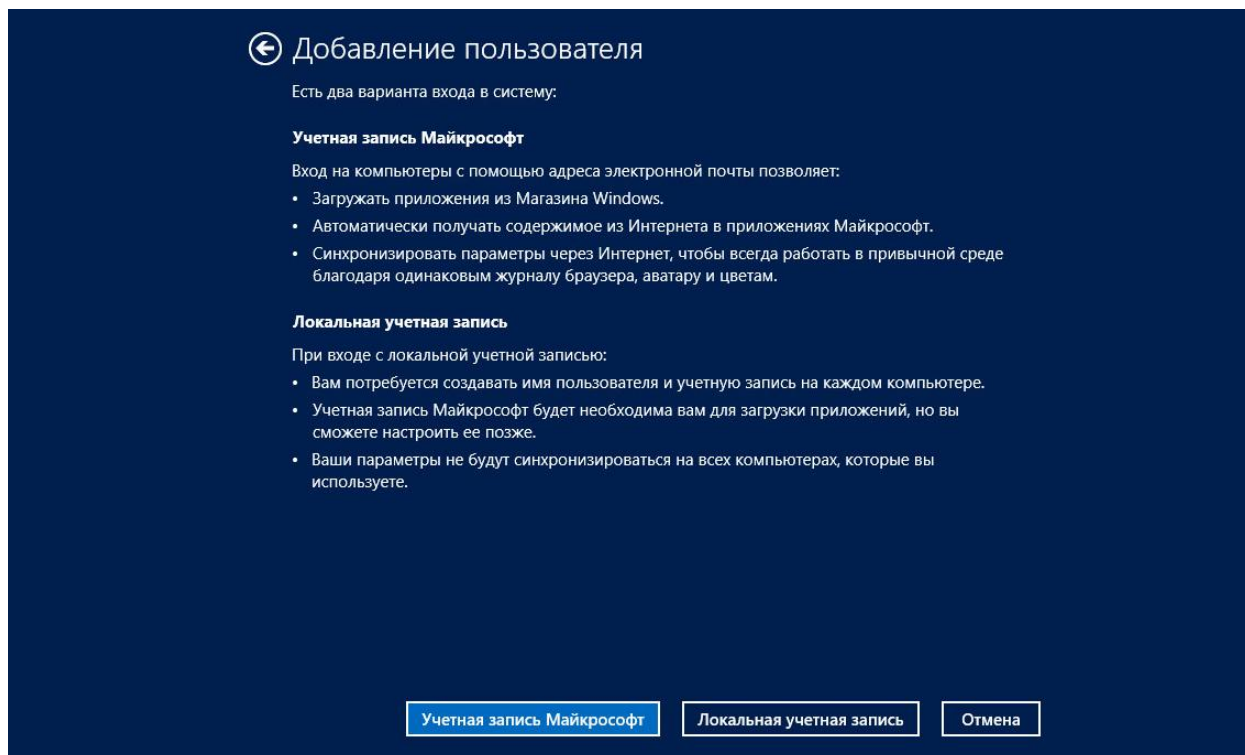 Добавление пользователя
Есть два варианта входа в систему:
Учетная запись Майкрософт
Вход на компьютеры с помощью адреса электронной почты позволяет:
• Загружать приложения из Магазина Windows.
• Автоматически получать содержимое из Интернета в приложениях Майкрософт.
• Синхронизировать параметры через Интернет, чтобы всегда работать в привычной среде
благодаря одинаковым журналу браузера, аватару и цветам.
Локальная учетная запись
При входе с локальной учетной записью:
• Вам потребуется создавать имя пользователя и учетную запись на каждом компьютере.
• Учетная запись Майкрософт будет необходима вам для загрузки приложений, но вы
сможете настроить ее позже.
• Ваши параметры не будут синхронизироваться на всех компьютерах, которые вы
используете.
Учетная запись Майкрософт
Локальная учетная запись
Отмена